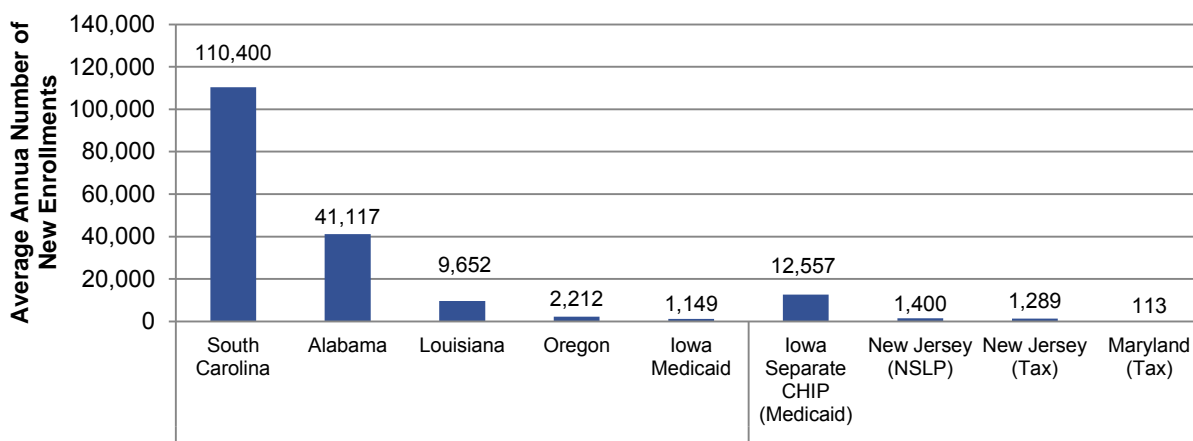 Average Annua Number of
New Enrollments
140,000
120,000
100,000
80,000
60,000
40,000
20,000
0
110,400
41,117
9,652
2,212
1,149
12,557
1,400
1,289
113
South
Carolina
Alabama
Louisiana
Oregon
Iowa
Medicaid
Iowa
Separate
CHIP
(Medicaid)
New Jersey
(NSLP)
New Jersey
(Tax)
Maryland
(Tax)